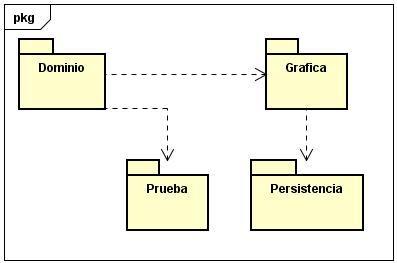 pkg
Dominio
Grafica
Prueba
Persistencia